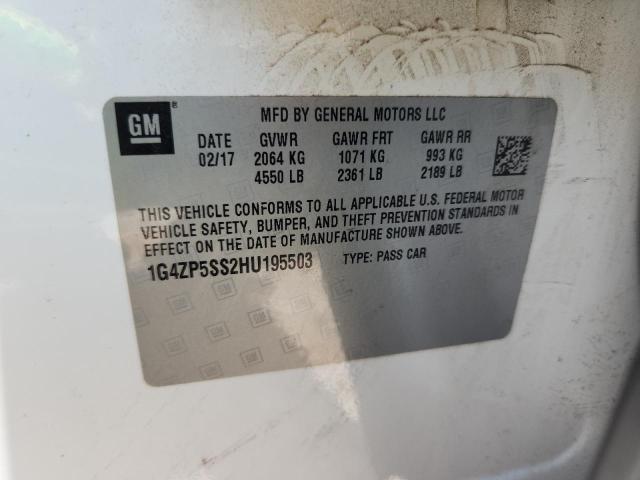 GM ®
MFD BY GENERAL MOTORS LLC
DATE GVWR GAWR FRT GAWR RR
02/17 2064 KG 1071 KG 993 KG
4550 LB 2361 LB 2189 LB
THIS VEHICLE CONFORMS TO ALL APPLICABLE U.S. FEDERAL MOTOR
VEHICLE SAFETY, BUMPER, AND THEFT PREVENTION STANDARDS IN
EFFECT ON THE DATE OF MANUFACTURE SHOWN ABOVE.
1G4ZP5SS2HU195503 TYPE: PASS CAR